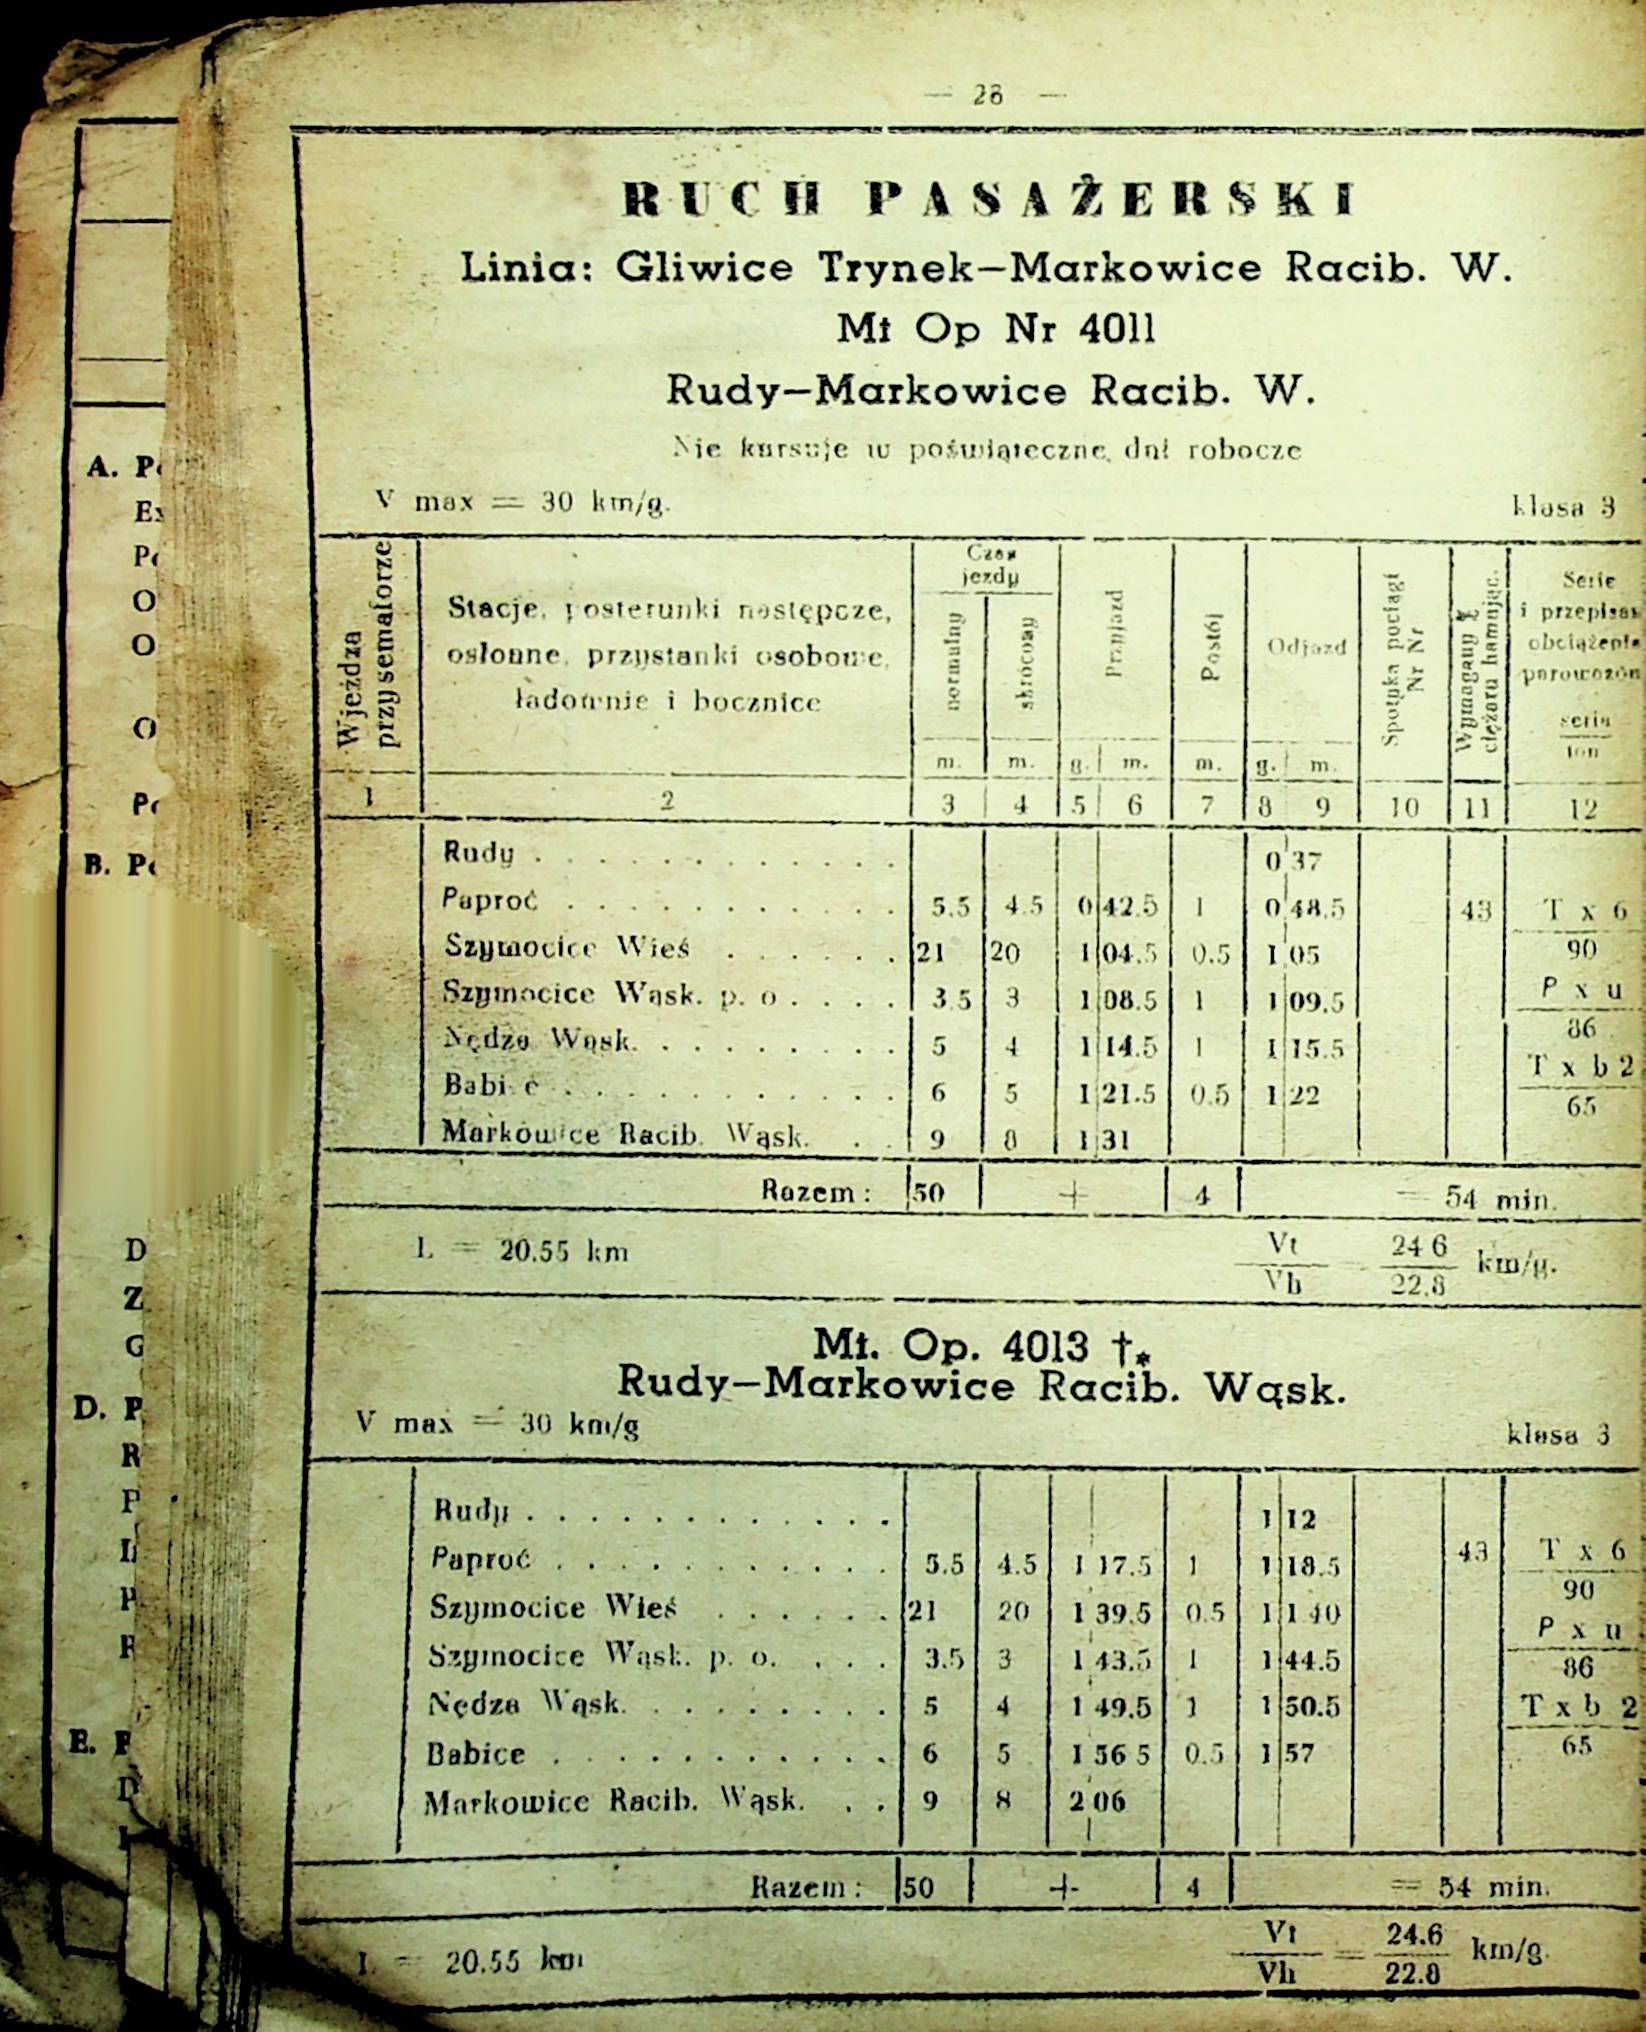 — 28 —
RUCH PASAŻERSKI
Linia: Gliwice Trynek—Markowice Racib. W.
Mt Op Nr 4011
Rudy—Markowice Racib. W.
Nie kursuje w poświąteczne dni robocze
V max = 30 km/g. klasa 3
Wjeżdża przy semaforze
Stacje, posterunki następcze, osłonne, przystanki osobowe, ładownie i bocznice
Czas jezdy
normalny
skrócony
Przyjazd
Postój
Odjazd
Spotyka pociągi Nr Nr
Wymagany % ciężaru hamując.
Serie i przepisan obciążenia parowozów
seria
ton
m. m. g. m. m. g. m.
1 2 3 4 5 6 7 8 9 10 11 12
Rudy . . . . . . . . . . . . 0 37
Paproć . . . . . . . . . . . 5.5 4.5 0 42.5 1 0 48.5 43 T x 6
Szymocice Wieś . . . . . . 21 20 1 04.5 0.5 1 05 90
Szymocice Wąsk. p. o . . . . 3.5 3 1 08.5 1 1 09.5 P x u
Nędza Wąsk. . . . . . . . . 5 4 1 14.5 1 1 15.5 86
T x b 2
Babi e . . . . . . . . . . . 6 5 1 21.5 0.5 1 22 65
Markowice Racib. Wąsk. . . 9 8 1 31
Razem: 50 + 4 = 54 min.
L = 20.55 km Vt 24 6 km/g.
Vh 22.8
Mt. Op. 4013 †*
Rudy—Markowice Racib. Wąsk.
V max = 30 km/g klasa 3
Rudy . . . . . . . . . . . . 1 12
Paproć . . . . . . . . . . . 5.5 4.5 1 17.5 1 1 18.5 43 T x 6
Szymocice Wieś . . . . . . 21 20 1 39.5 0.5 1 1 40 90
Szymocice Wąsk. p. o. . . . 3.5 3 1 43.5 1 1 44.5 P x u
86
Nędza Wąsk. . . . . . . . . 5 4 1 49.5 1 1 50.5 T x b 2
Babice . . . . . . . . . . . 6 5 1 56 5 0.5 1 57 65
Markowice Racib. Wąsk. . . 9 8 2 06
Razem: 50 + 4 = 54 min.
L = 20.55 km Vt = 24.6 km/g.
Vh 22.8
A. P
E
P
O
O
O
P
B. P
D
Z
G
D. P
R
P
E. P
D